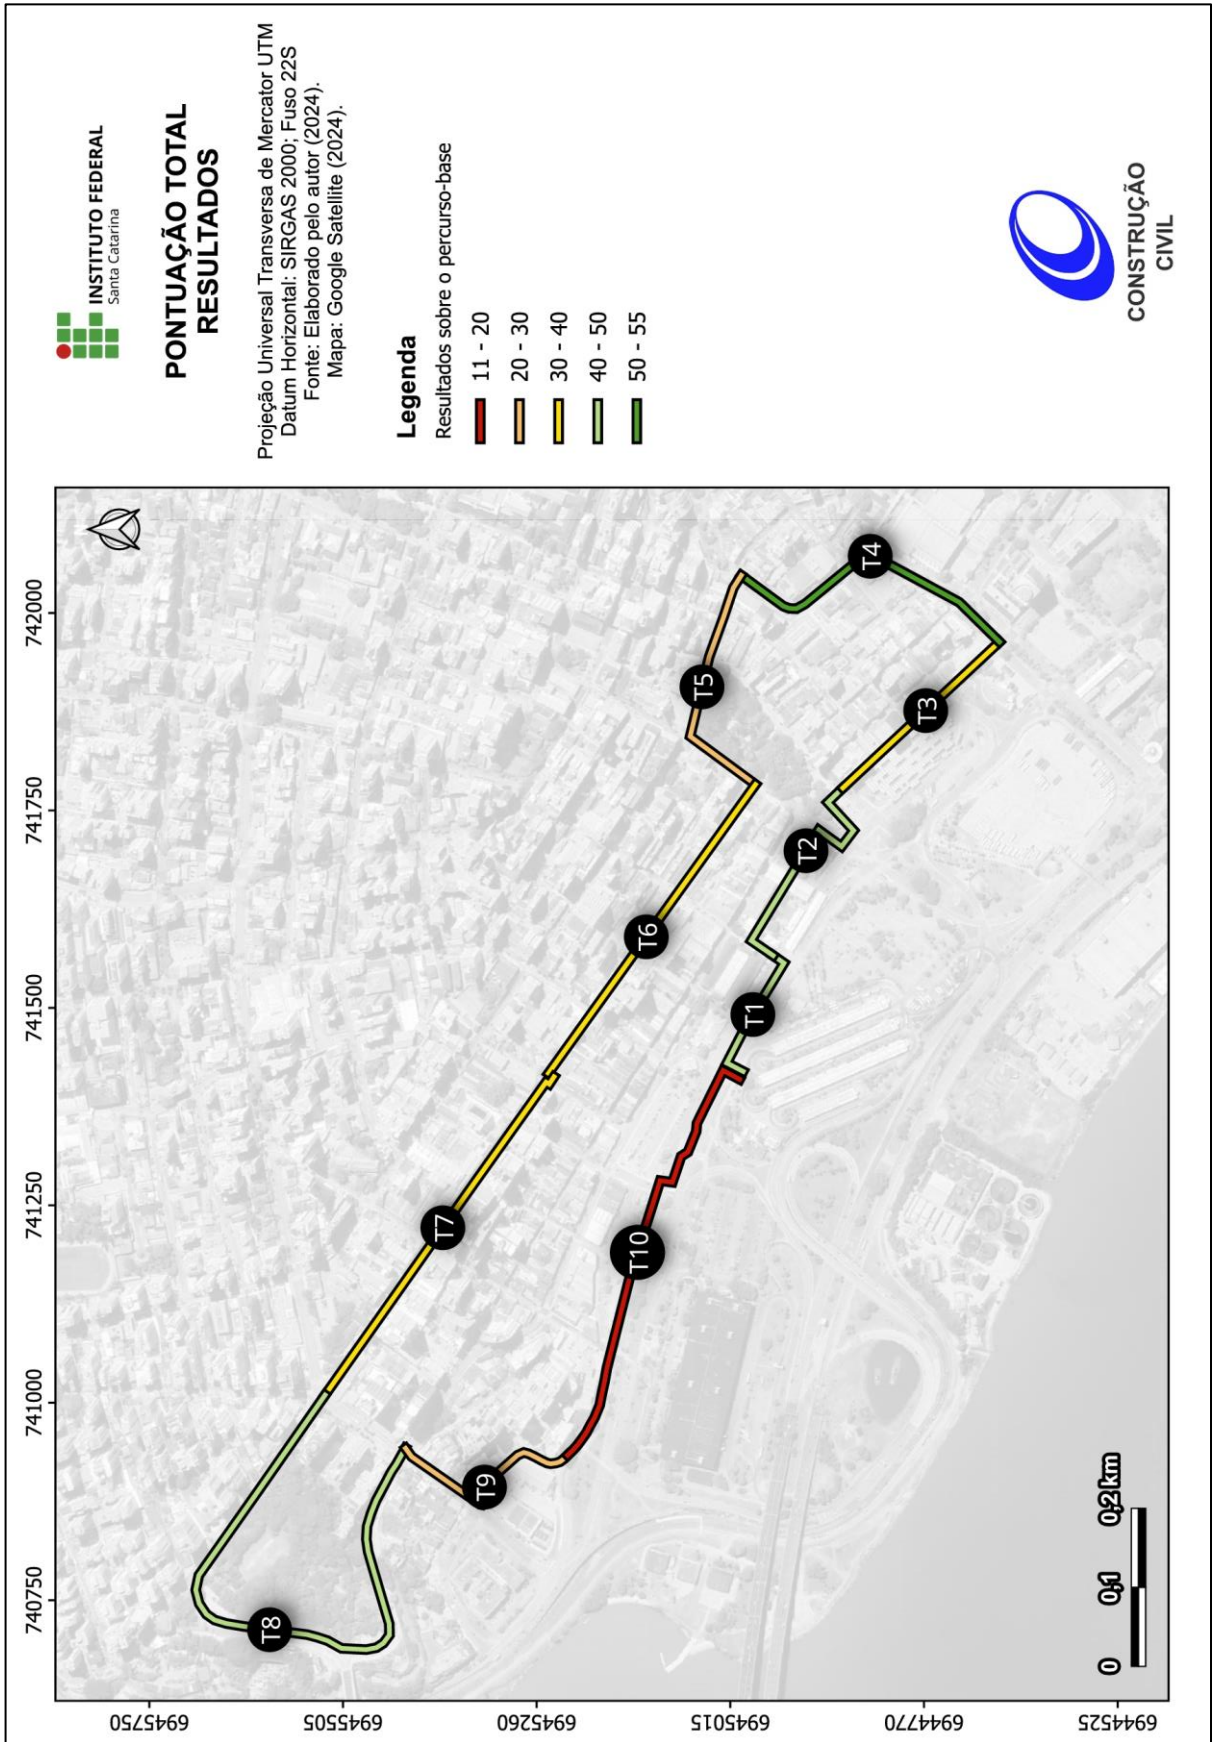 INSTITUTO FEDERAL
Santa Catarina
PONTUAÇÃO TOTAL
RESULTADOS
Projeção Universal Transversa de Mercator UTM
Datum Horizontal: SIRGAS 2000; Fuso 22S
Fonte: Elaborado pelo autor (2024).
Mapa: Google Satellite (2024).
Legenda
Resultados sobre o percurso-base
11 - 20
20 - 30
30 - 40
40 - 50
50 - 55
CONSTRUÇÃO
CIVIL
740750
741000
741250
741500
741750
742000
6945750
6945505
6945260
6945015
6944770
6944525
T8
T7
T6
T5
T9
T10
T1
T2
T3
T4
0 0,1 0,2 km